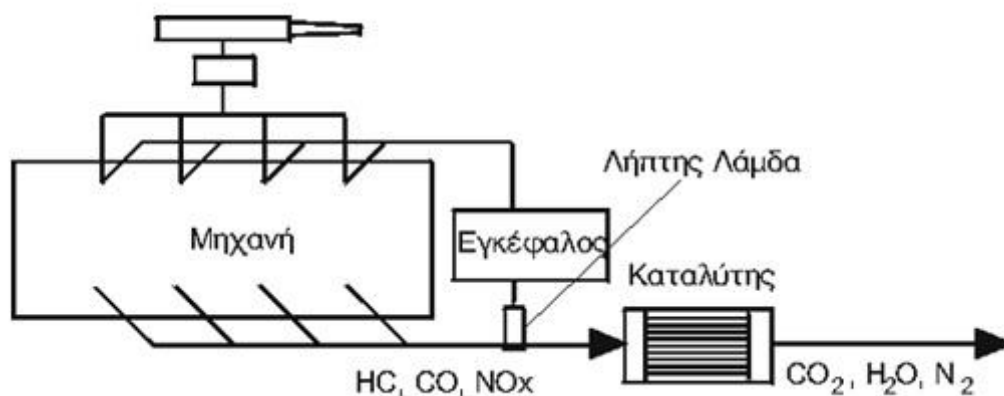 Λήπτης Λάμδα
Μηχανή
Εγκέφαλος
Καταλύτης
HC, CO, NOx
CO₂, H₂O, N₂